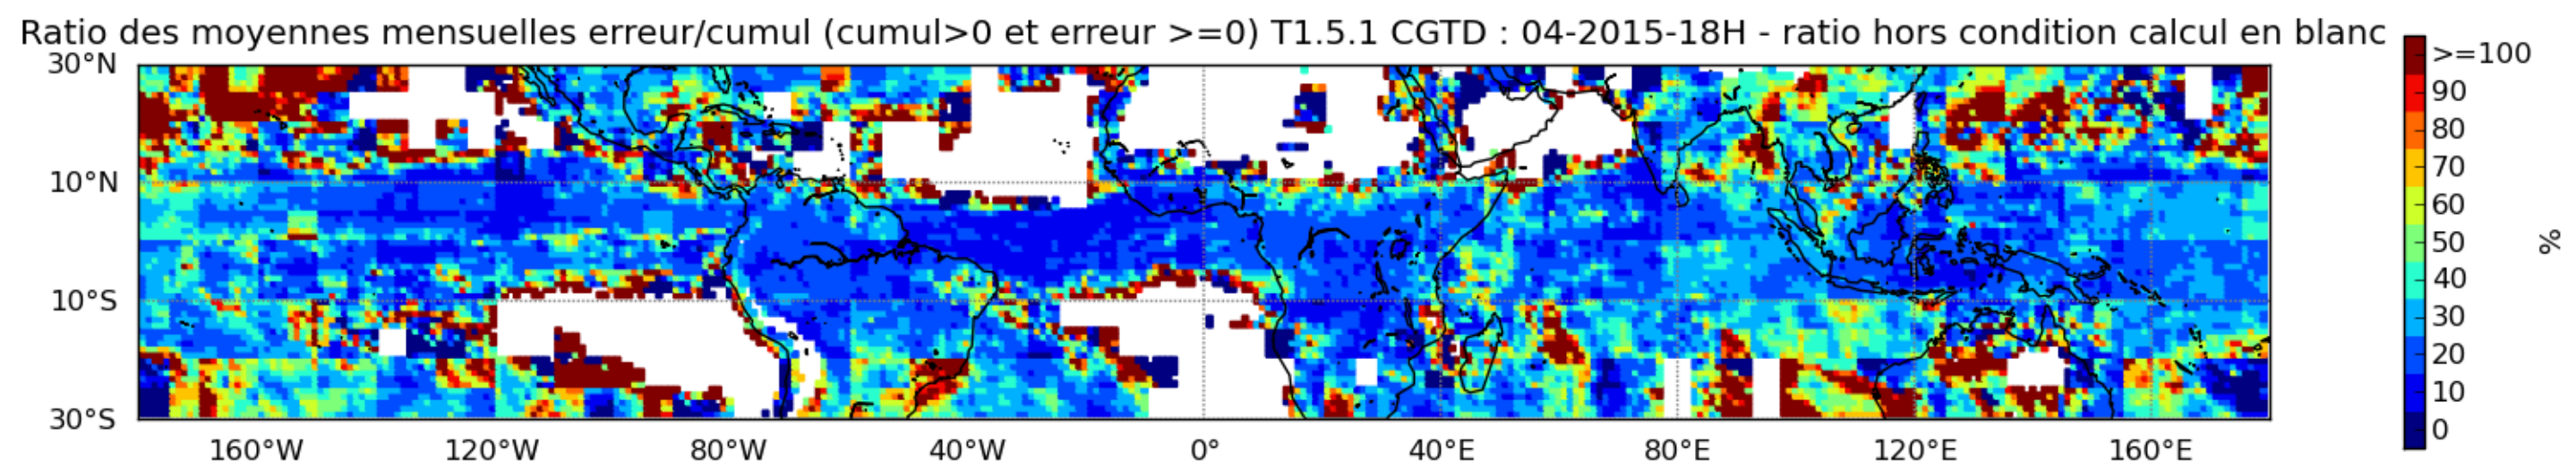 Ratio des moyennes mensuelles erreur/cumul (cumul>0 et erreur >=0) T1.5.1 CGTD : 04-2015-18H - ratio hors condition calcul en blanc
30°N
10°N
10°S
30°S
160°W 120°W 80°W 40°W 0° 40°E 80°E 120°E 160°E
>=100
90
80
70
60
50
40
30
20
10
0
%